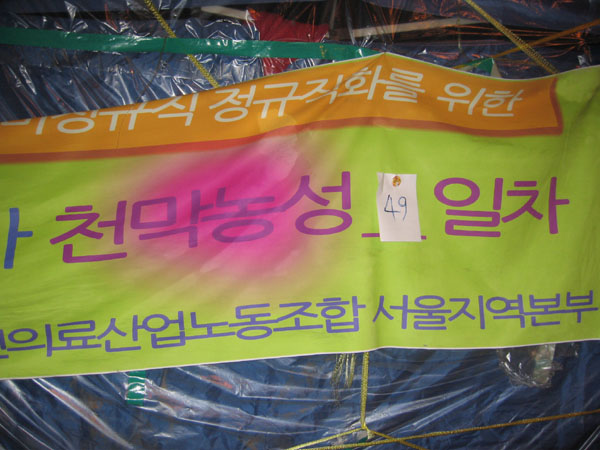 비정규직 정규직화를 위한
천막농성 49 일차
의료산업노동조합 서울지역본부